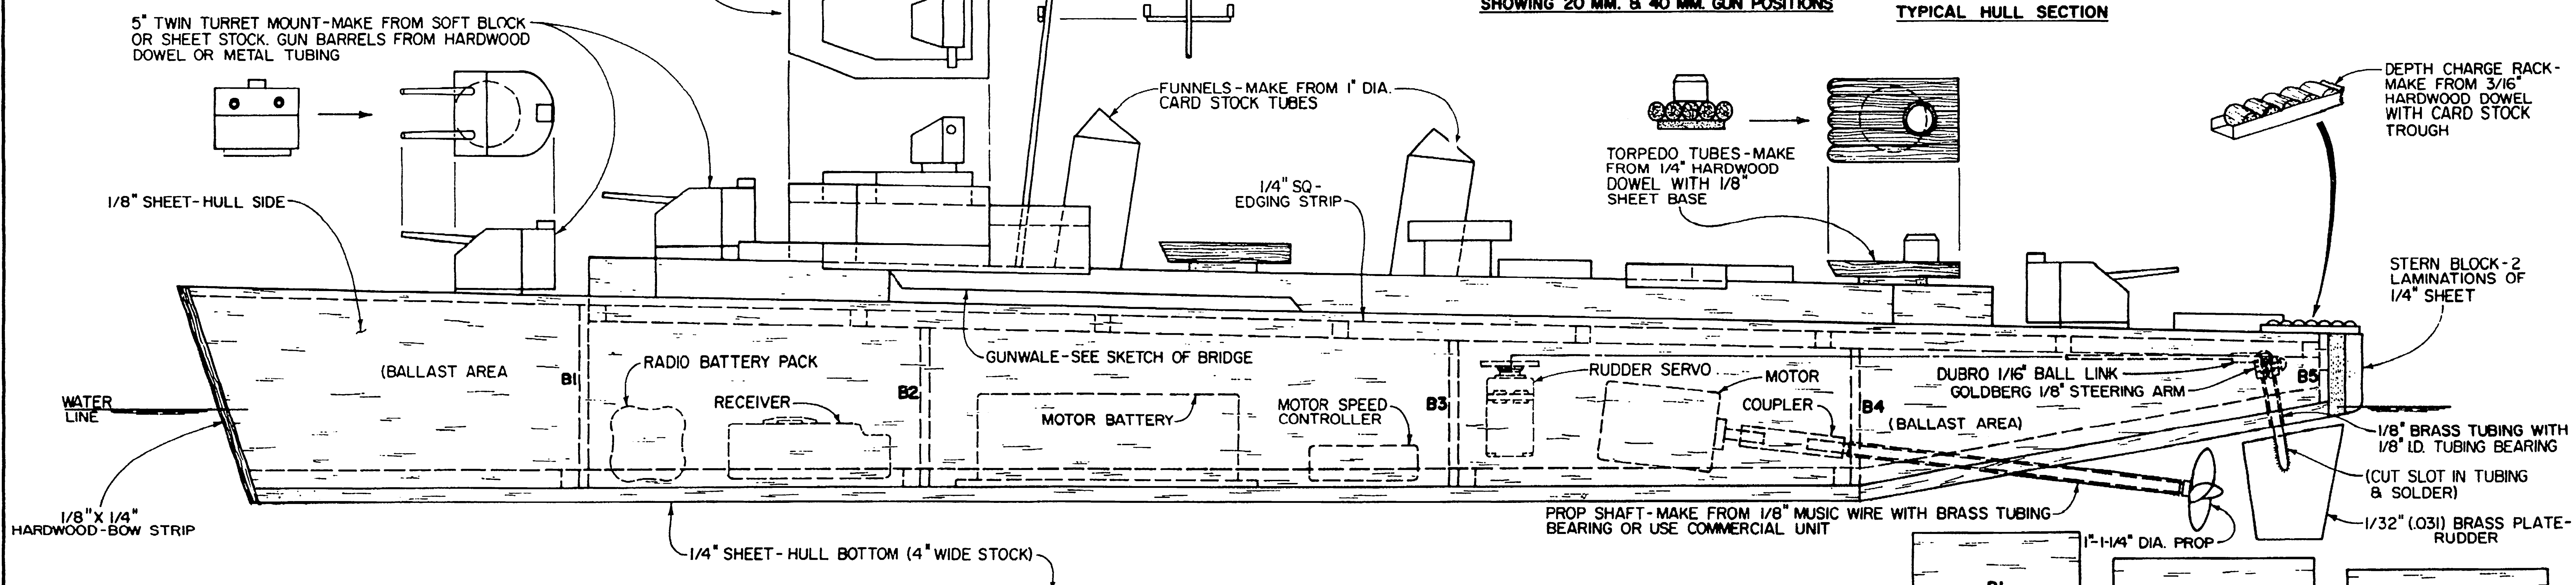 SHOWING 20 MM. & 40 MM. GUN POSITIONS
TYPICAL HULL SECTION
5" TWIN TURRET MOUNT-MAKE FROM SOFT BLOCK
OR SHEET STOCK. GUN BARRELS FROM HARDWOOD
DOWEL OR METAL TUBING
FUNNELS-MAKE FROM 1" DIA.
CARD STOCK TUBES
DEPTH CHARGE RACK-
MAKE FROM 3/16"
HARDWOOD DOWEL
WITH CARD STOCK
TROUGH
TORPEDO TUBES-MAKE
FROM 1/4" HARDWOOD
DOWEL WITH 1/8"
SHEET BASE
1/4" SQ-
EDGING STRIP
1/8" SHEET-HULL SIDE
STERN BLOCK-2
LAMINATIONS OF
1/4" SHEET
GUNWALE-SEE SKETCH OF BRIDGE
RADIO BATTERY PACK
(BALLAST AREA
B1
B2
B3
B4
B5
RECEIVER
MOTOR BATTERY
MOTOR SPEED
CONTROLLER
RUDDER SERVO
MOTOR
COUPLER
DUBRO 1/16" BALL LINK
GOLDBERG 1/8" STEERING ARM
(BALLAST AREA)
WATER
LINE
1/8" BRASS TUBING WITH
1/8" I.D. TUBING BEARING
(CUT SLOT IN TUBING
& SOLDER)
1/8" X 1/4"
HARDWOOD-BOW STRIP
PROP SHAFT-MAKE FROM 1/8" MUSIC WIRE WITH BRASS TUBING
BEARING OR USE COMMERCIAL UNIT
1/32" (.031) BRASS PLATE-
RUDDER
1"-1-1/4" DIA. PROP
1/4" SHEET-HULL BOTTOM (4" WIDE STOCK)